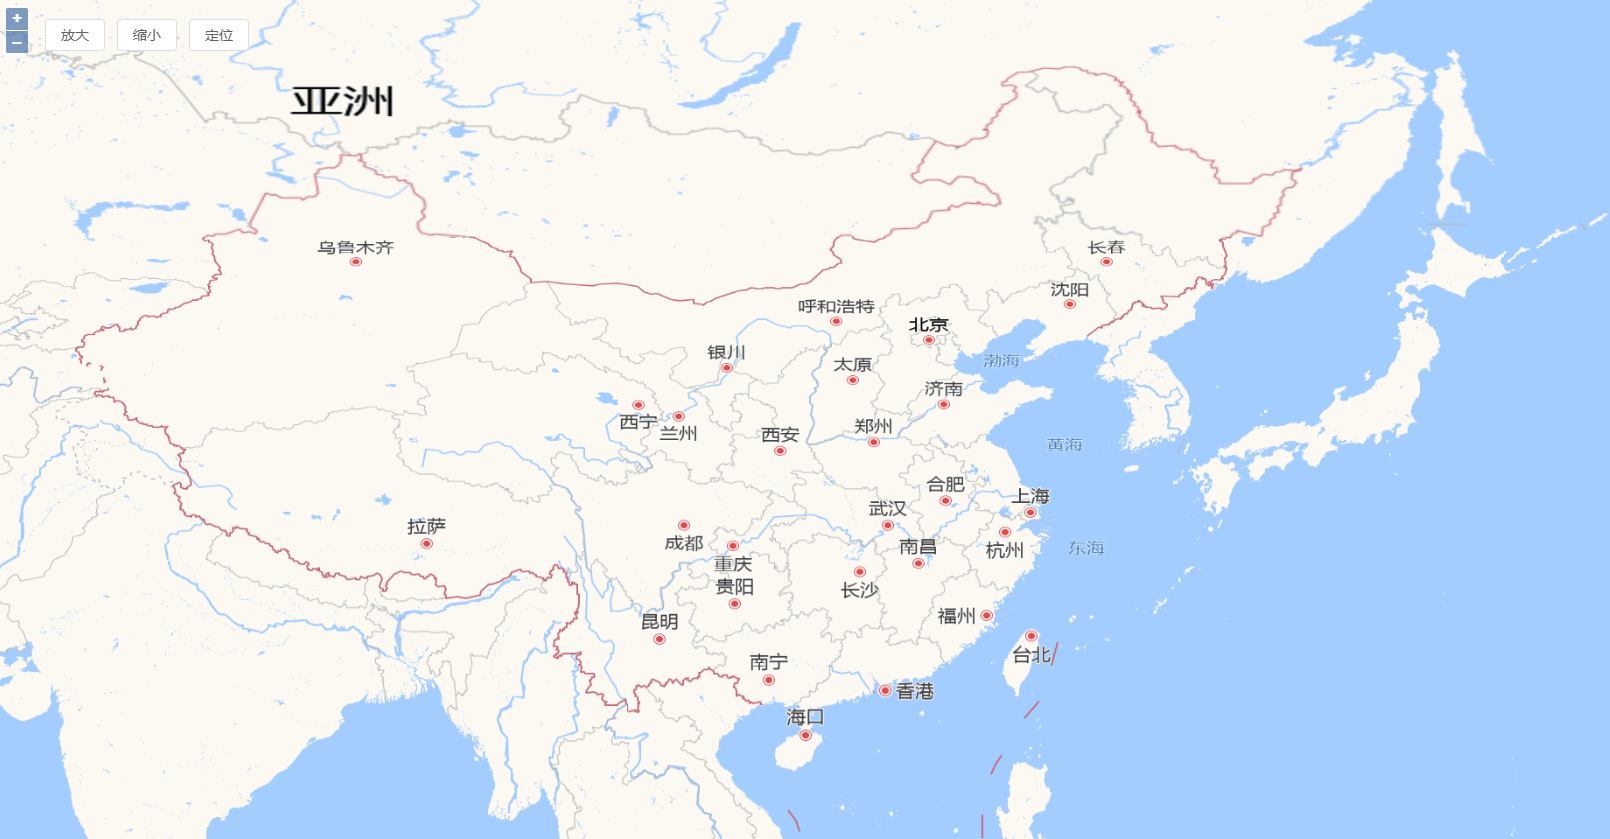 +
−
放大
缩小
定位
亚洲
乌鲁木齐
长春
沈阳
呼和浩特
北京
银川
太原
渤海
济南
西宁
兰州
西安
郑州
黄海
合肥
上海
武汉
拉萨
成都
南昌
杭州
东海
重庆
贵阳
长沙
福州
昆明
台北
南宁
香港
海口